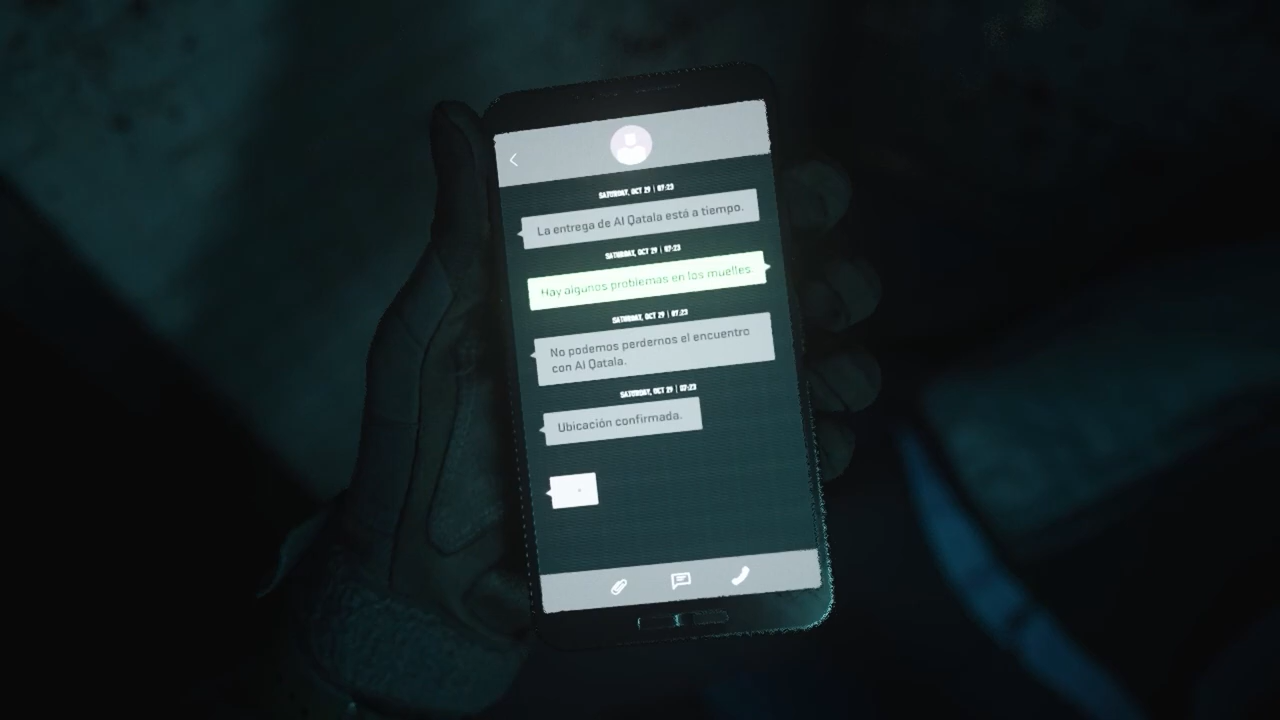 SATURDAY, OCT 29 | 07:23
La entrega de Al Qatala está a tiempo.
SATURDAY, OCT 29 | 07:23
Hay algunos problemas en los muelles.
SATURDAY, OCT 29 | 07:23
No podemos perdernos el encuentro
con Al Qatala.
SATURDAY, OCT 29 | 07:23
Ubicación confirmada.